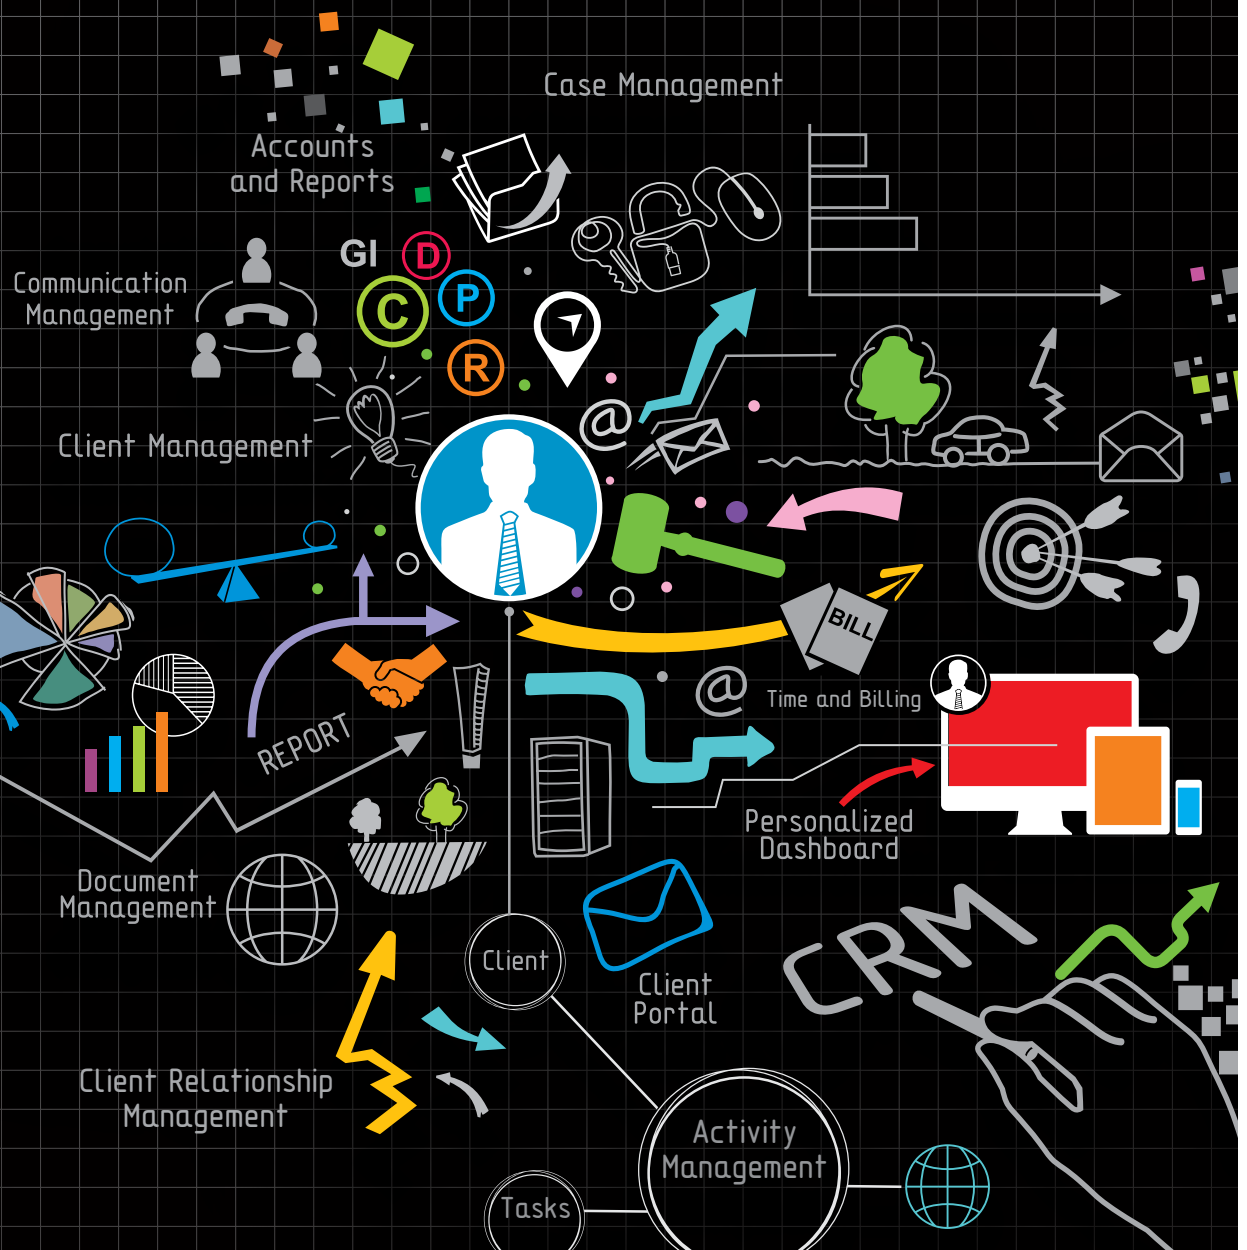 Case Management
Accounts
and Reports
GI
D
C
P
R
Communication
Management
@
Client Management
BILL
@
Time and Billing
REPORT
Personalized
Dashboard
Document
Management
Client
Client
Portal
CRM
Client Relationship
Management
Activity
Management
Tasks